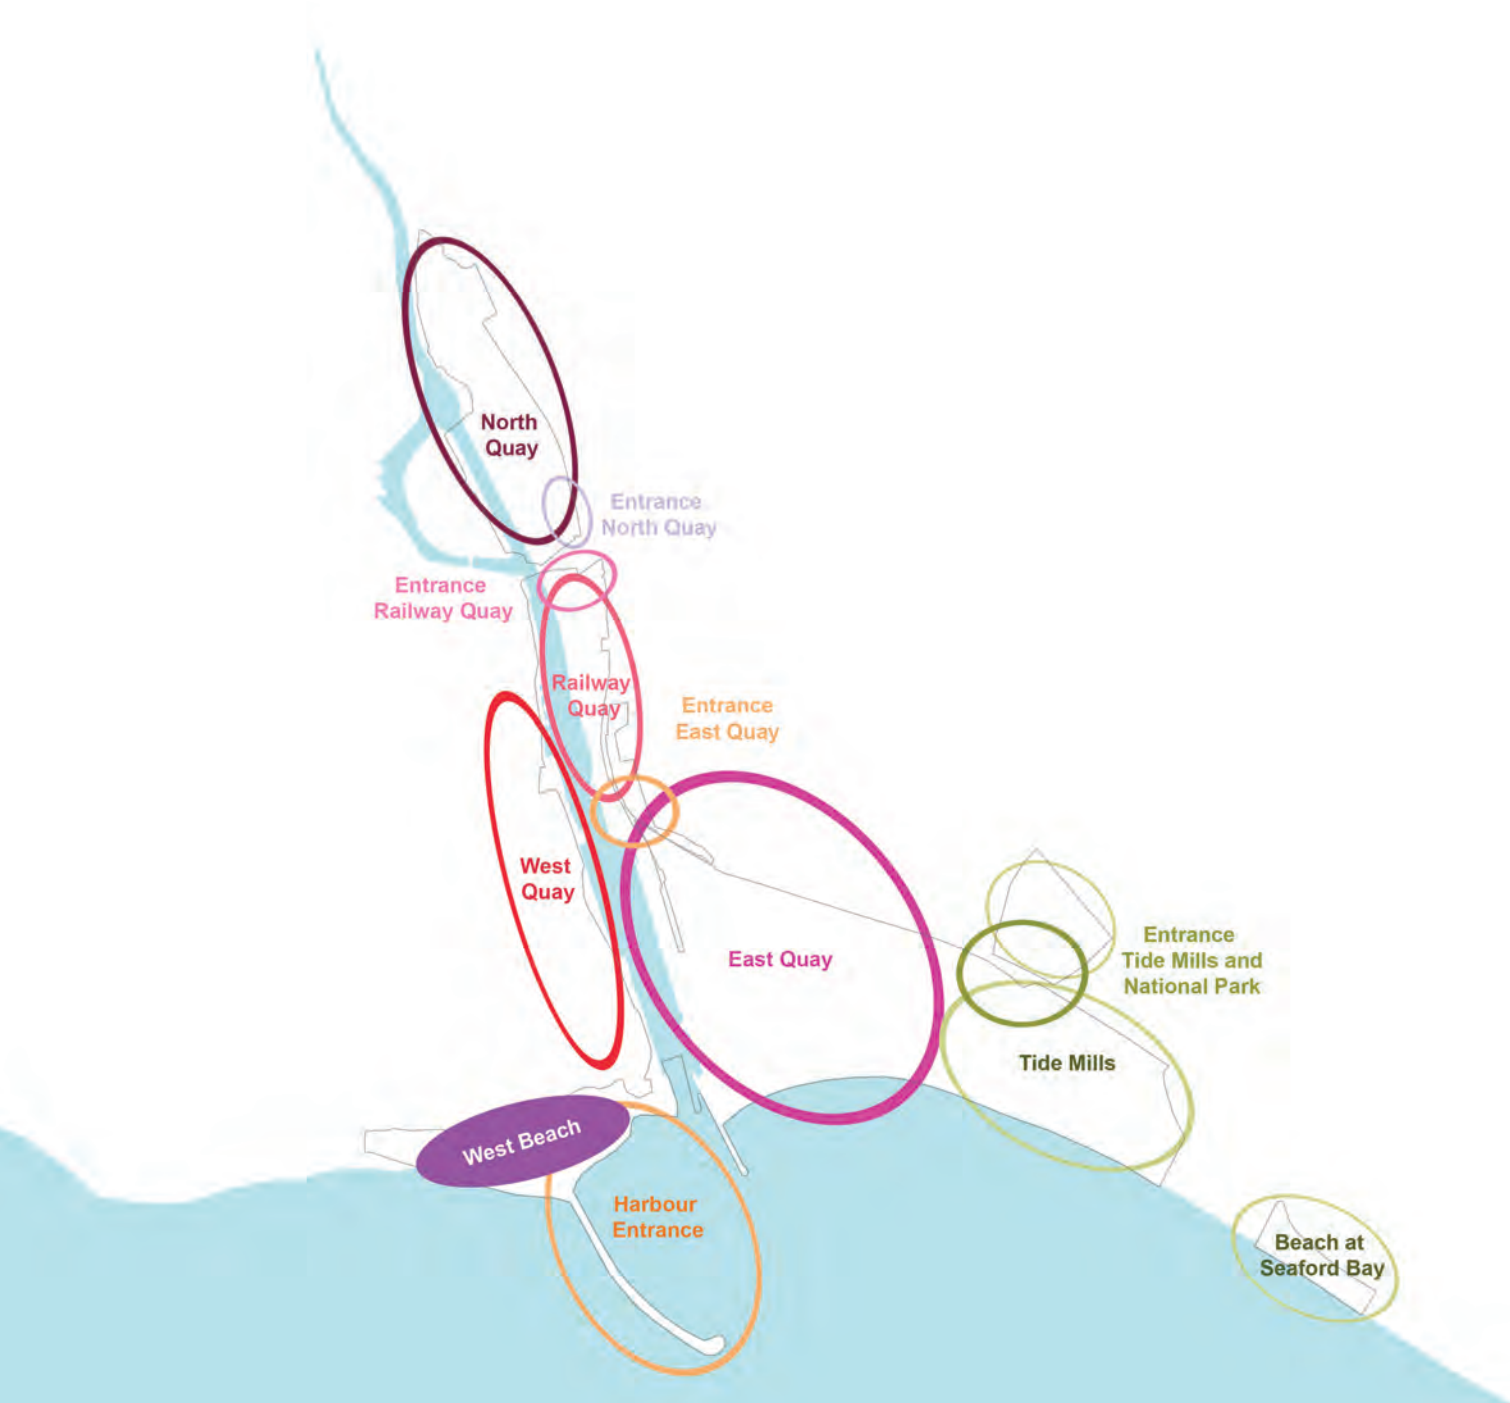 North
Quay
Entrance
North Quay
Entrance
Railway Quay
Railway
Quay
Entrance
East Quay
West
Quay
East Quay
Entrance
Tide Mills and
National Park
Tide Mills
West Beach
Harbour
Entrance
Beach at
Seaford Bay